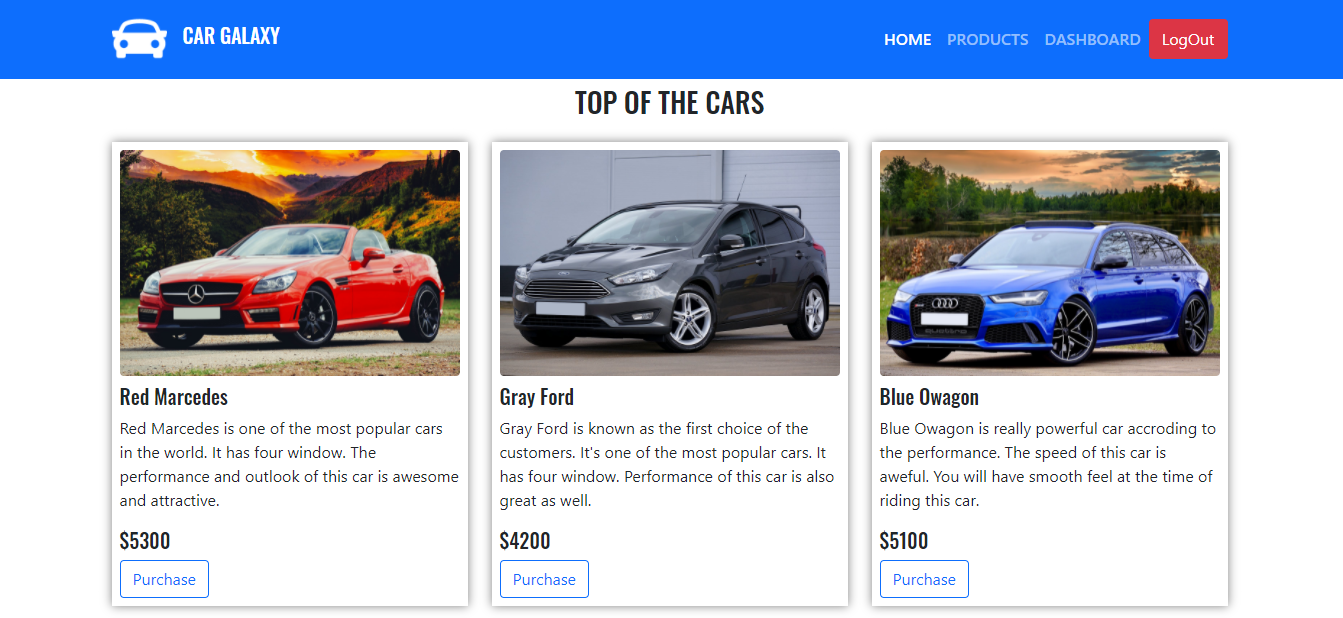 CAR GALAXY
HOME PRODUCTS DASHBOARD LogOut
TOP OF THE CARS
Red Marcedes
Red Marcedes is one of the most popular cars
in the world. It has four window. The
performance and outlook of this car is awesome
and attractive.
$5300
Purchase
Gray Ford
Gray Ford is known as the first choice of the
customers. It's one of the most popular cars. It
has four window. Performance of this car is also
great as well.
$4200
Purchase
quattro
Blue Owagon
Blue Owagon is really powerful car accroding to
the performance. The speed of this car is
aweful. You will have smooth feel at the time of
riding this car.
$5100
Purchase